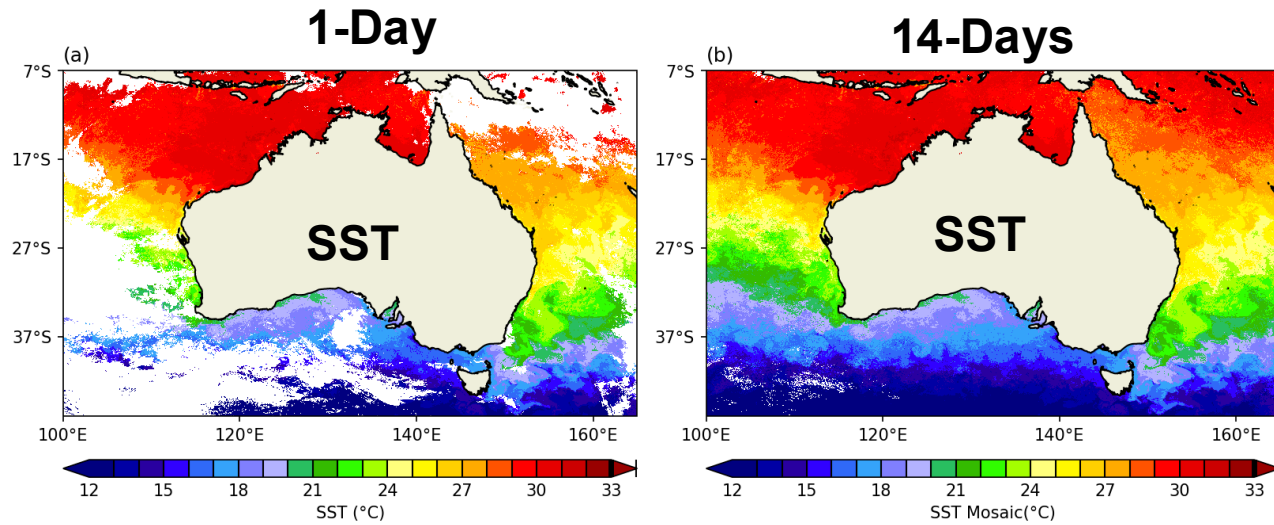 1-Day
14-Days
(a)
(b)
7°S
17°S
27°S
37°S
100°E
120°E
140°E
160°E
SST
12
15
18
21
24
27
30
33
SST (°C)
7°S
17°S
27°S
37°S
100°E
120°E
140°E
160°E
SST
12
15
18
21
24
27
30
33
SST Mosaic(°C)